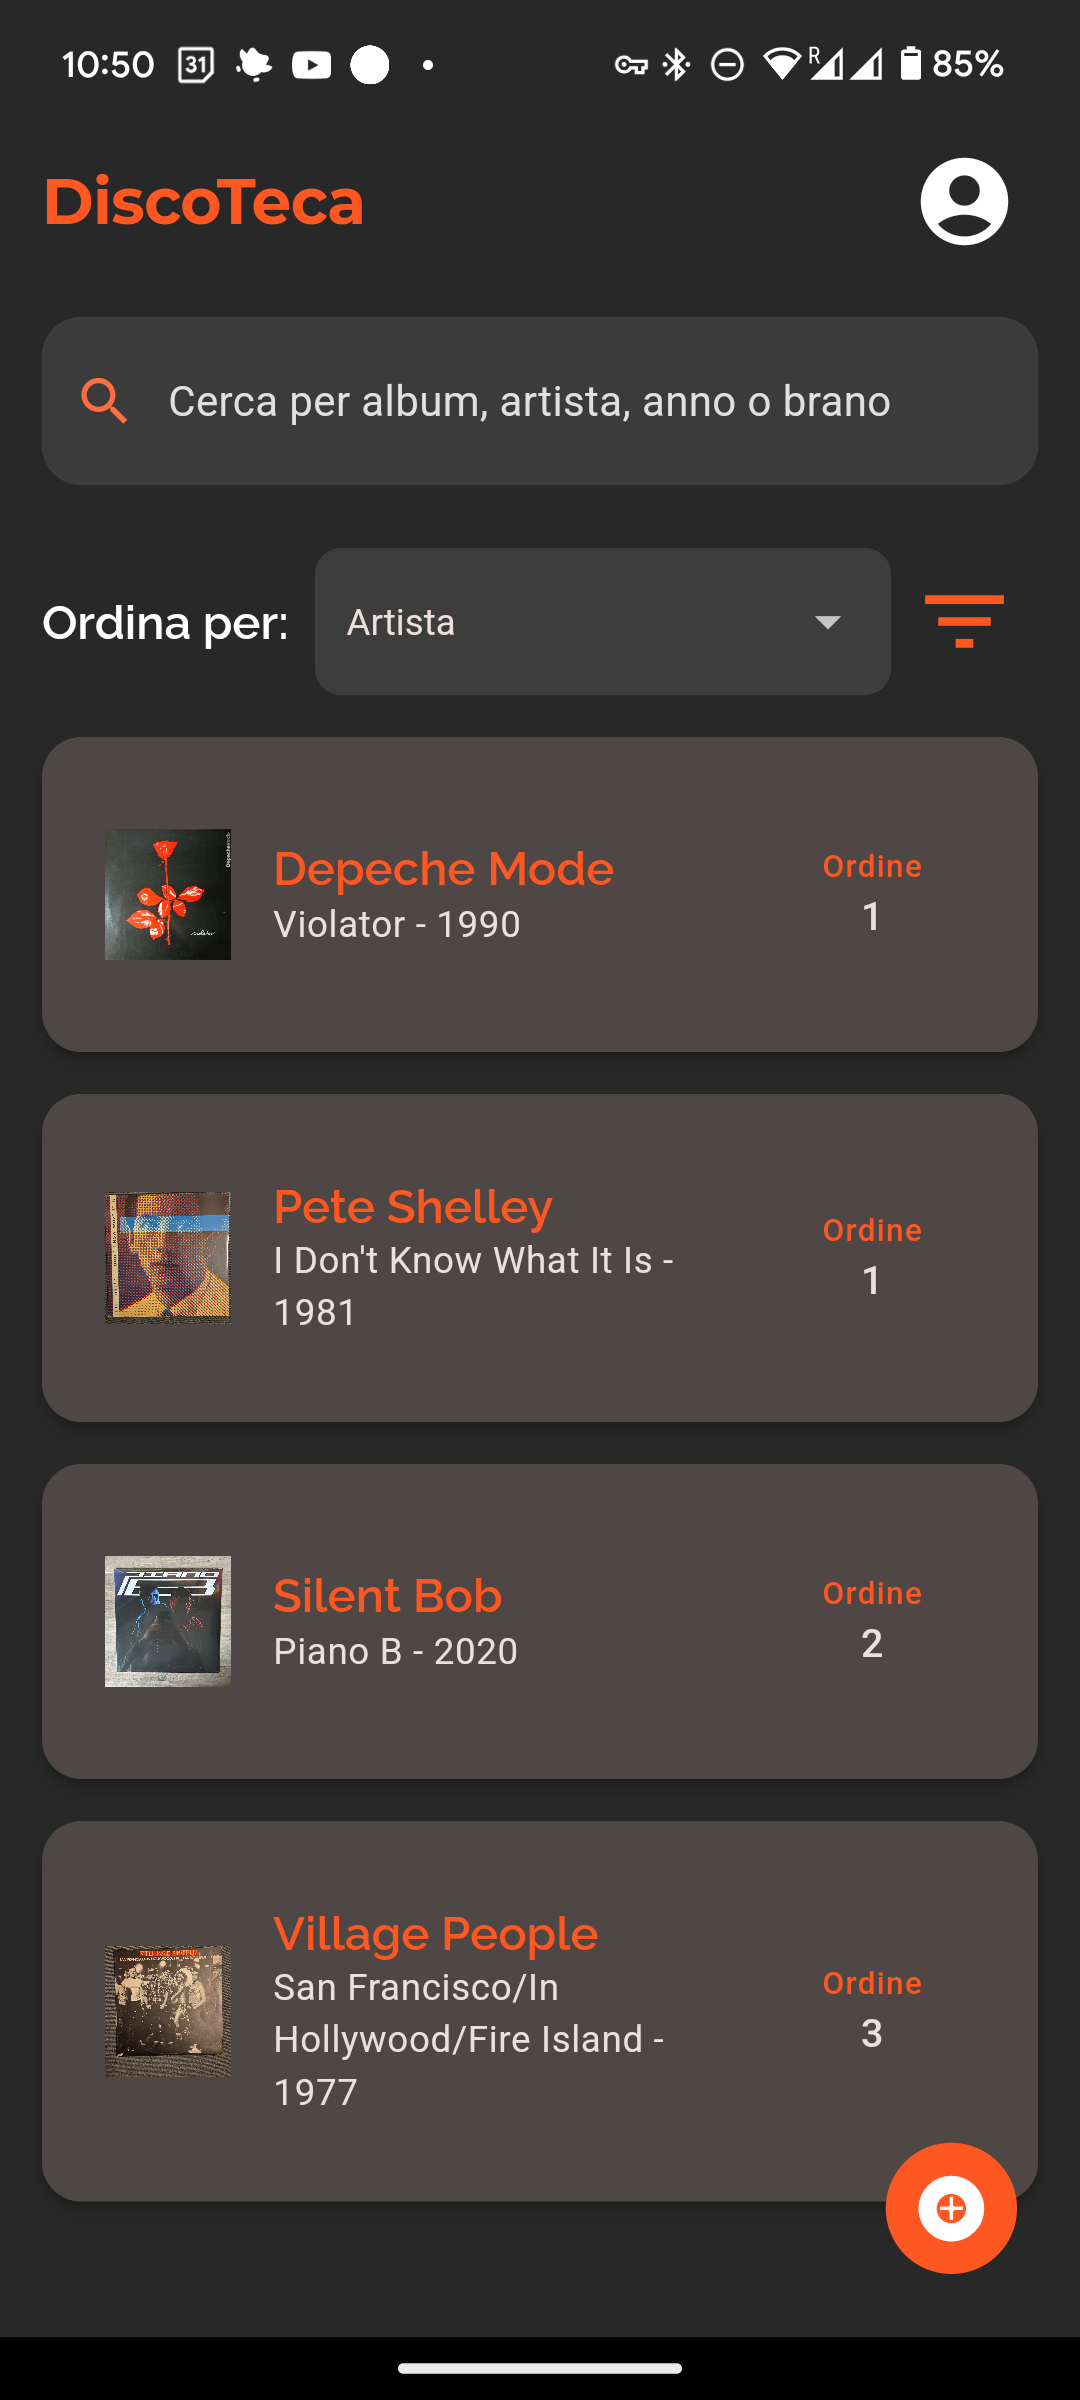 10:50
31
R
85%
DiscoTeca
Cerca per album, artista, anno o brano
Ordina per:
Artista
Depeche Mode
Violator - 1990
Ordine
1
Pete Shelley
I Don't Know What It Is -
1981
Ordine
1
Silent Bob
Piano B - 2020
Ordine
2
Village People
San Francisco/In
Hollywood/Fire Island -
1977
Ordine
3